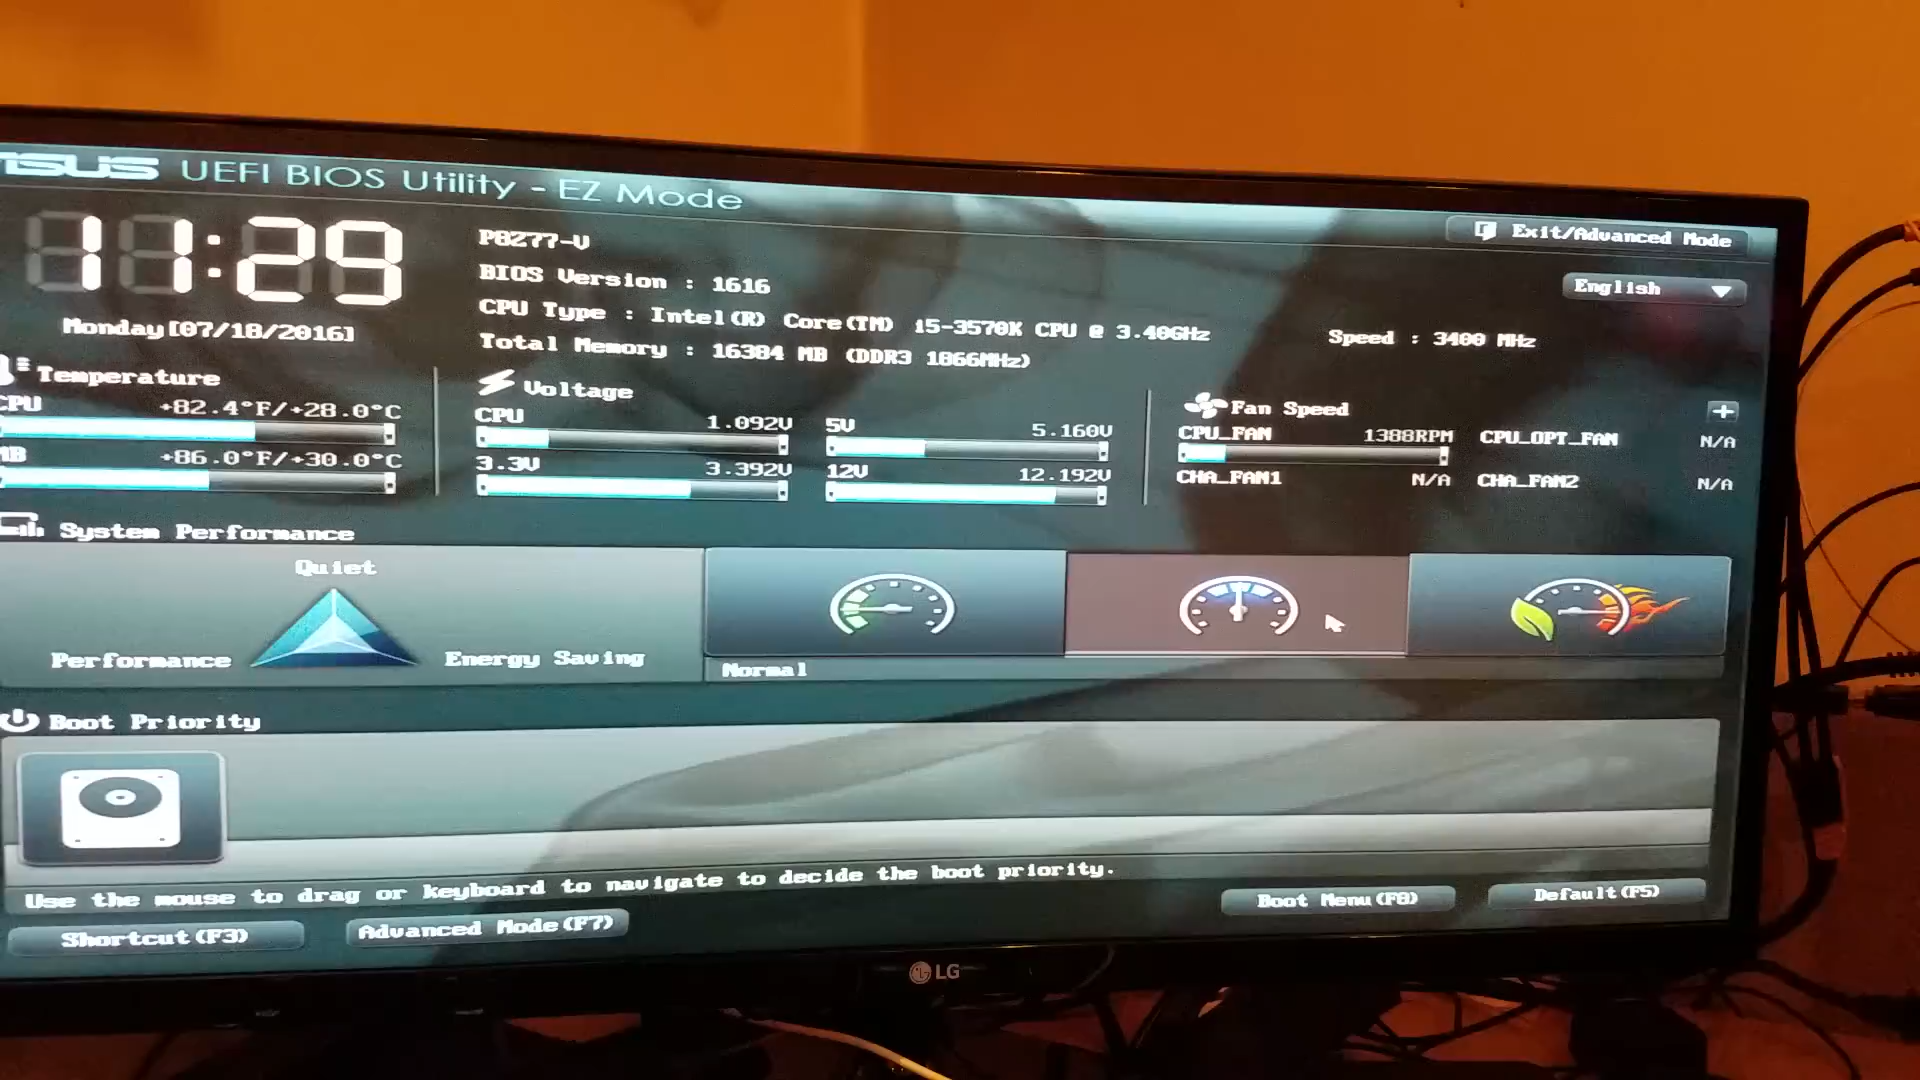 ASUS UEFI BIOS Utility - EZ Mode
Exit/Advanced Mode
11:29
English
Monday[07/18/2016]
P8Z77-V
BIOS Version : 1616
CPU Type : Intel(R) Core(TM) i5-3570K CPU @ 3.40GHz
Speed : 3400 MHz
Total Memory : 16384 MB (DDR3 1866MHz)
Temperature
CPU +82.4°F/+28.0°C
MB +86.0°F/+30.0°C
Voltage
CPU 1.092V 5V 5.160V
3.3V 3.392V 12V 12.192V
Fan Speed
CPU_FAN 1388RPM CPU_OPT_FAN N/A
CHA_FAN1 N/A CHA_FAN2 N/A
System Performance
Quiet
Performance Energy Saving
Normal
Boot Priority
Use the mouse to drag or keyboard to navigate to decide the boot priority.
Shortcut(F3) Advanced Mode(F7) Boot Menu(F8) Default(F5)
LG